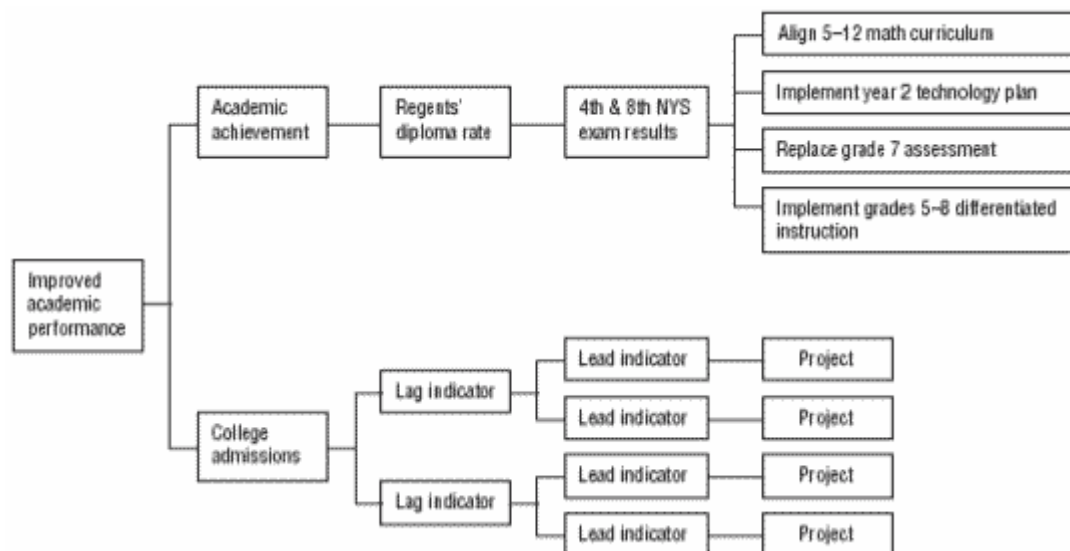 Align 5–12 math curriculum
Implement year 2 technology plan
Academic
achievement
Regents'
diploma rate
4th & 8th NYS
exam results
Replace grade 7 assessment
Implement grades 5–8 differentiated
instruction
Improved
academic
performance
Lead indicator
Project
Lag indicator
Lead indicator
Project
College
admissions
Lead indicator
Project
Lag indicator
Lead indicator
Project